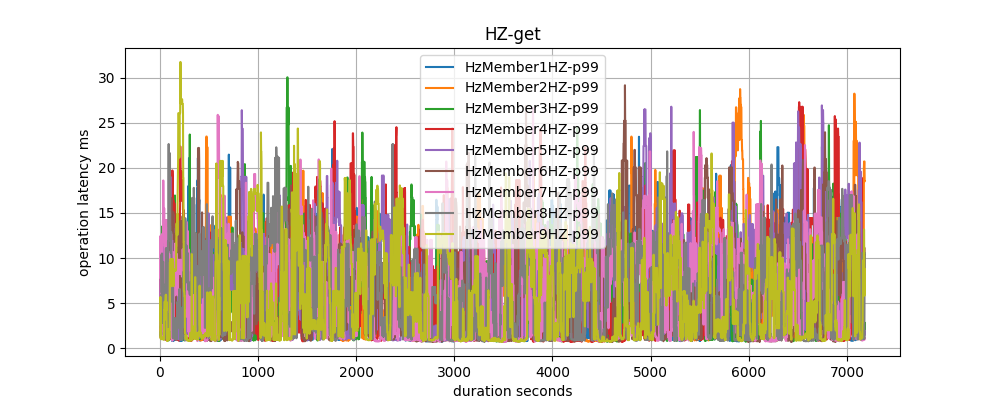 HZ-get
operation latency ms
30
25
20
15
10
5
0
HzMember1HZ-p99
HzMember2HZ-p99
HzMember3HZ-p99
HzMember4HZ-p99
HzMember5HZ-p99
HzMember6HZ-p99
HzMember7HZ-p99
HzMember8HZ-p99
HzMember9HZ-p99
0 1000 2000 3000 4000 5000 6000 7000
duration seconds